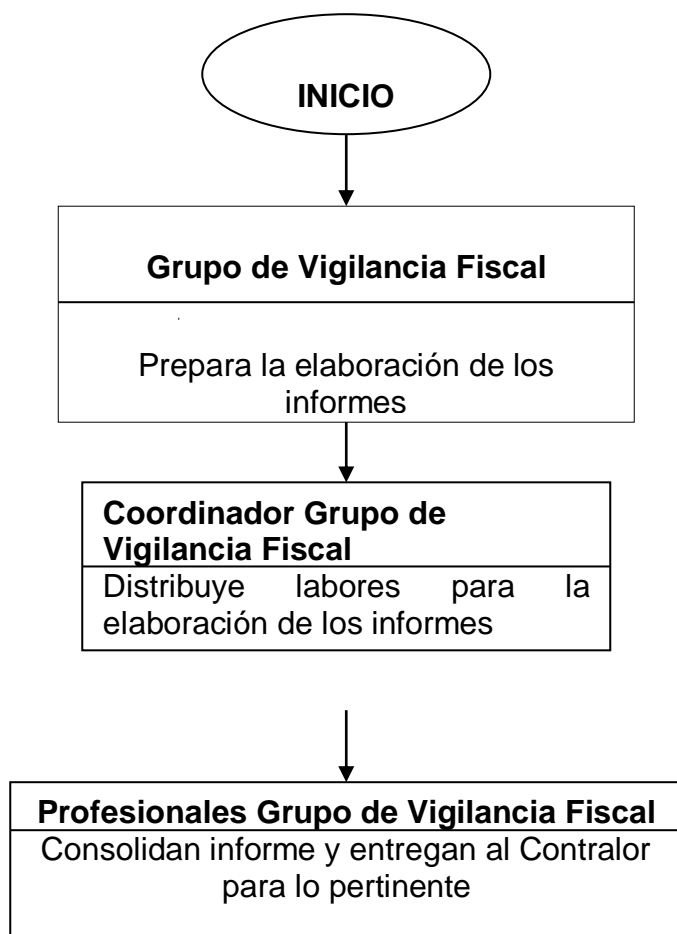 INICIO
Grupo de Vigilancia Fiscal
Prepara la elaboración de los
informes
Coordinador Grupo de
Vigilancia Fiscal
Distribuye labores para la
elaboración de los informes
Profesionales Grupo de Vigilancia Fiscal
Consolidan informe y entregan al Contralor
para lo pertinente